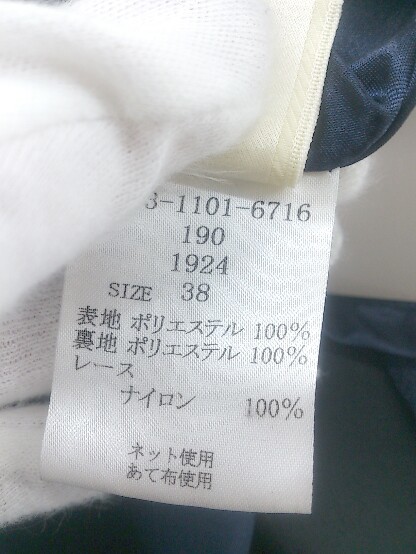 3-1101-6716
190
1924
SIZE 38
表地 ポリエステル 100%
裏地 ポリエステル 100%
レース
ナイロン 100%
ネット使用
あて布使用